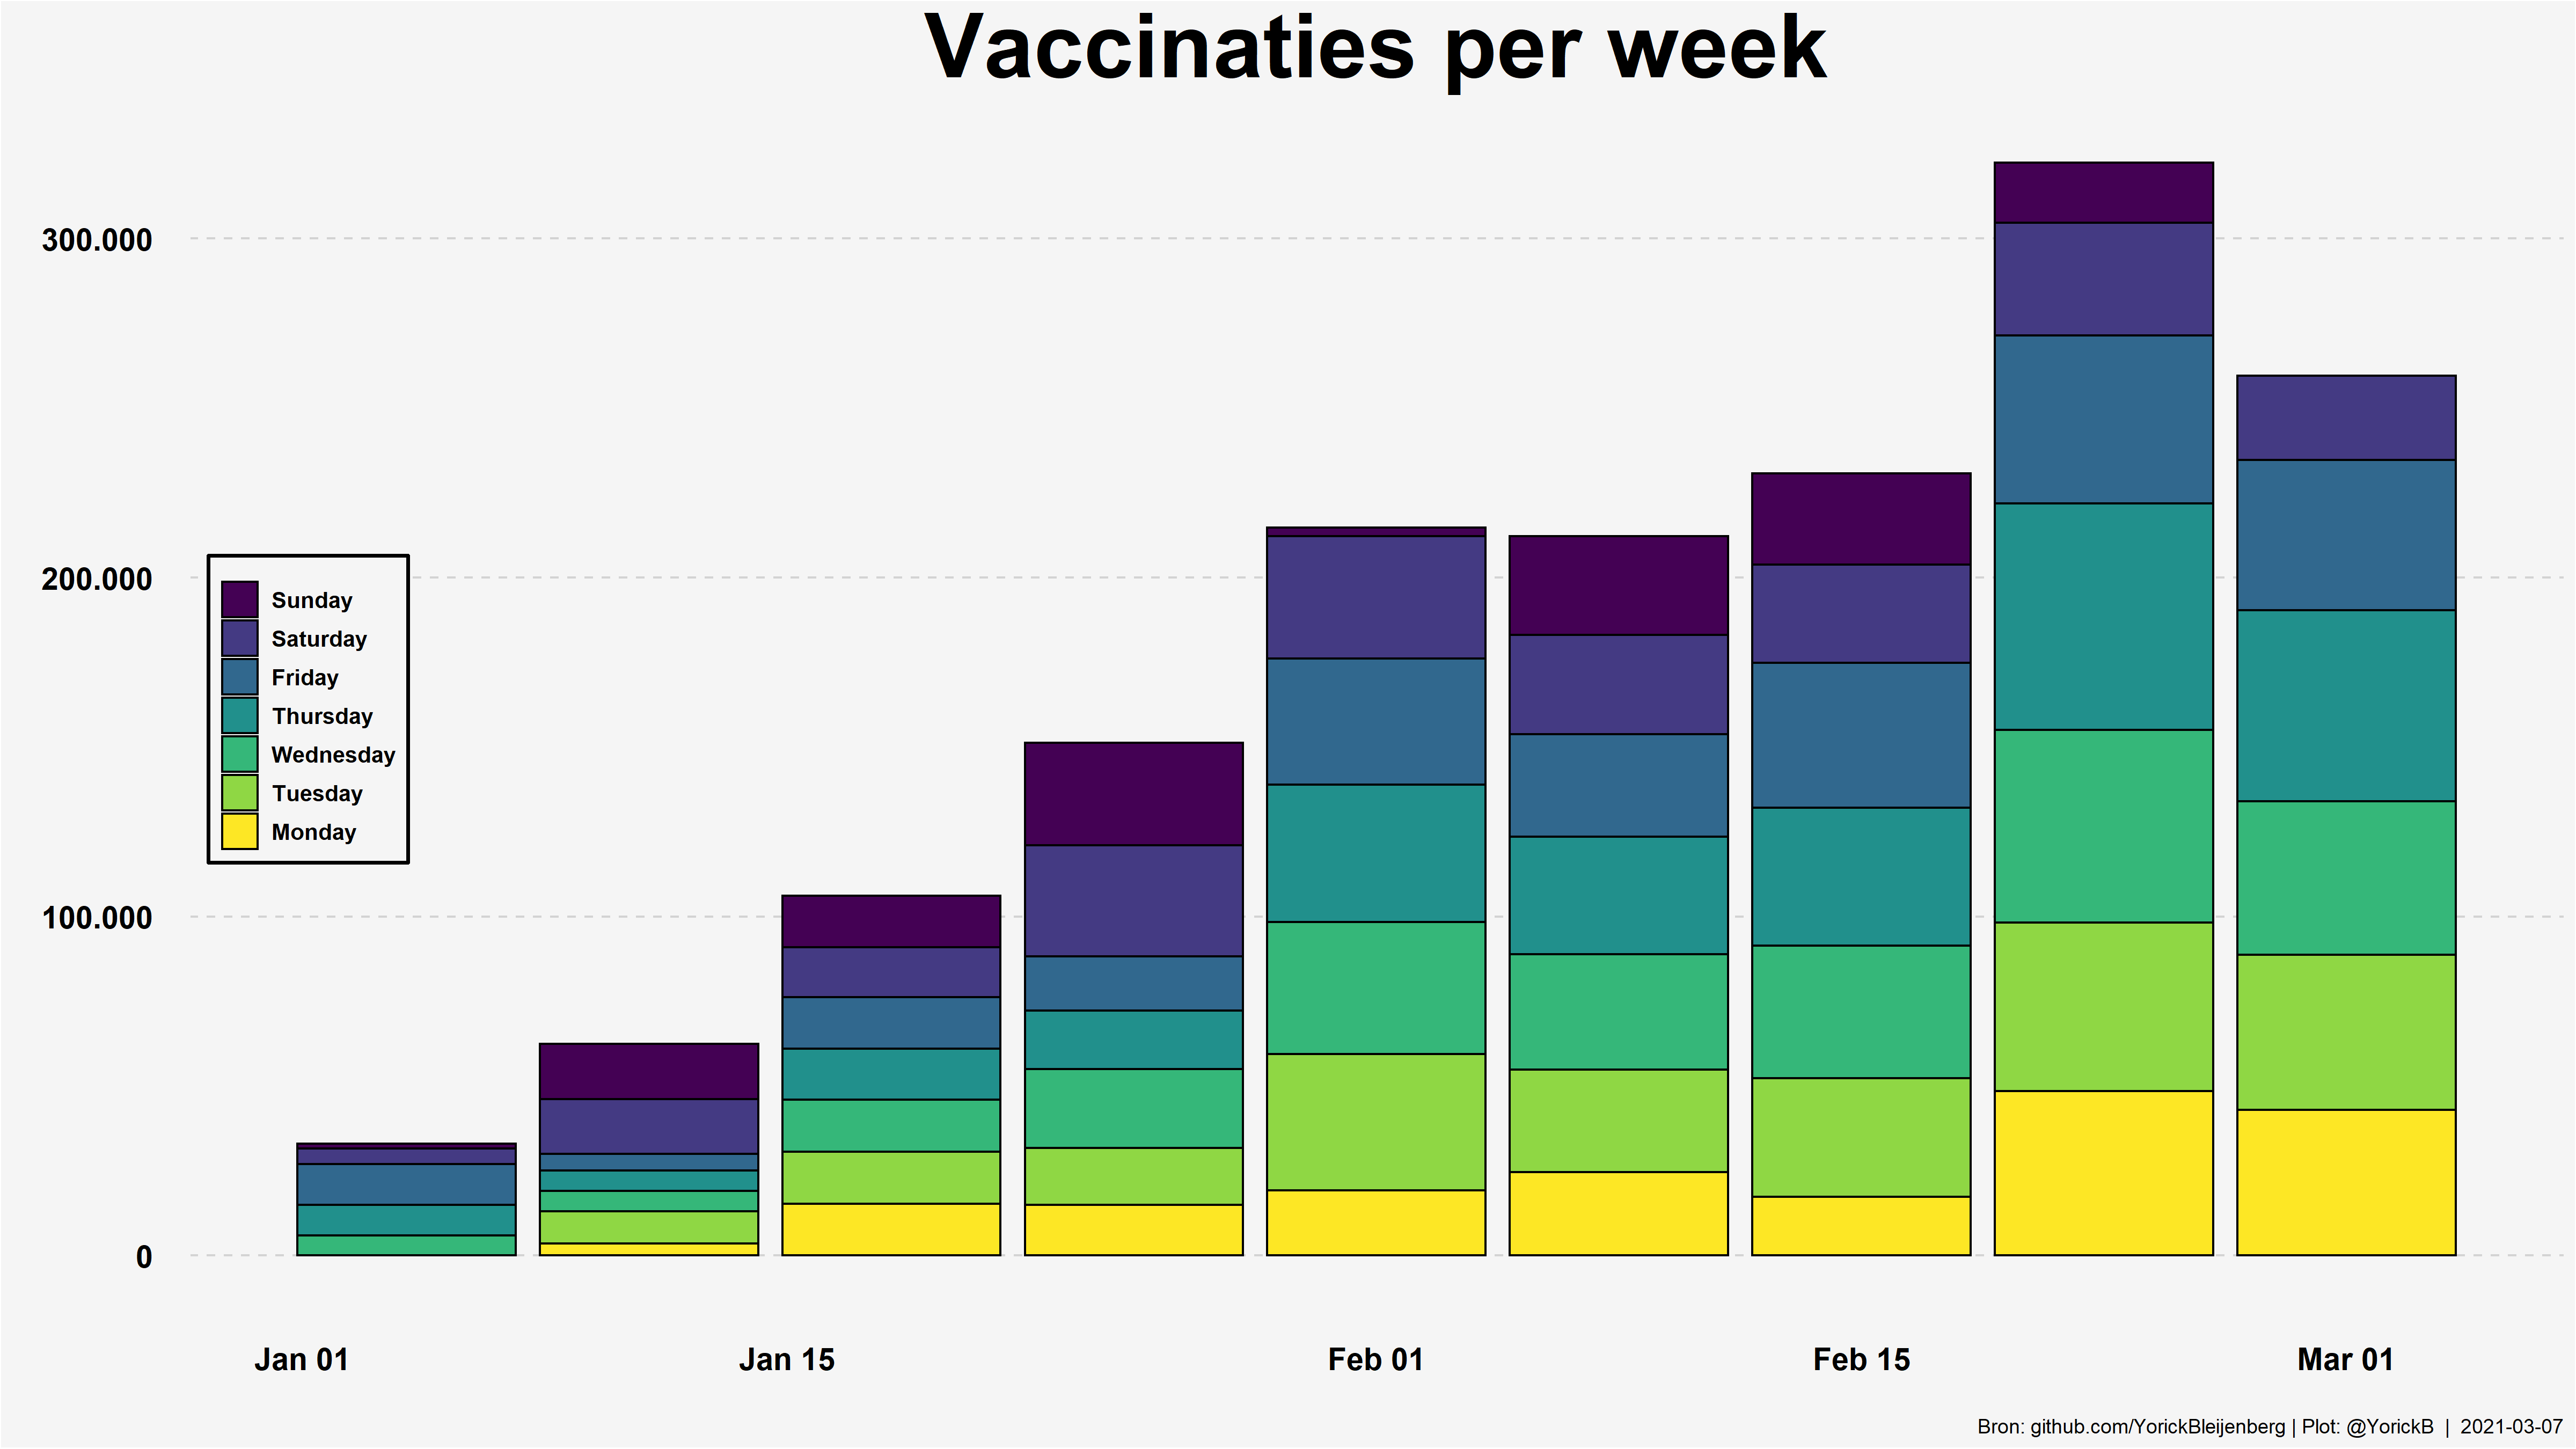 Vaccinaties per week
300.000
200.000
100.000
0
Sunday
Saturday
Friday
Thursday
Wednesday
Tuesday
Monday
Jan 01 Jan 15 Feb 01 Feb 15 Mar 01
Bron: github.com/YorickBleijenberg | Plot: @YorickB | 2021-03-07